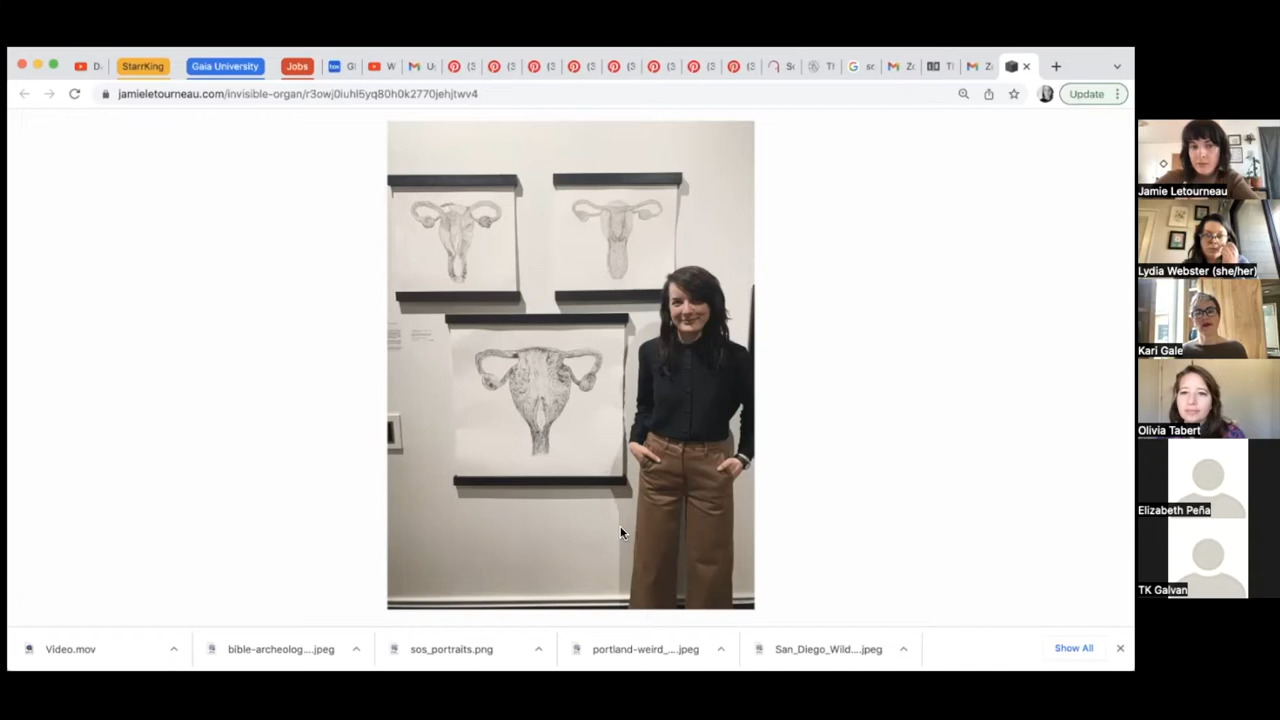 StarrKing
Gaia University
Jobs
jamieletourneau.com/invisible-organ/r3owj0iuhl5yq80h0k2770jehjtwv4
Update
Jamie Letourneau
Lydia Webster (she/her)
Kari Gale
Olivia Tabert
Elizabeth Peña
TK Galvan
Video.mov
bible-archeolog....jpeg
sos_portraits.png
portland-weird_....jpeg
San_Diego_Wild....jpeg
Show All